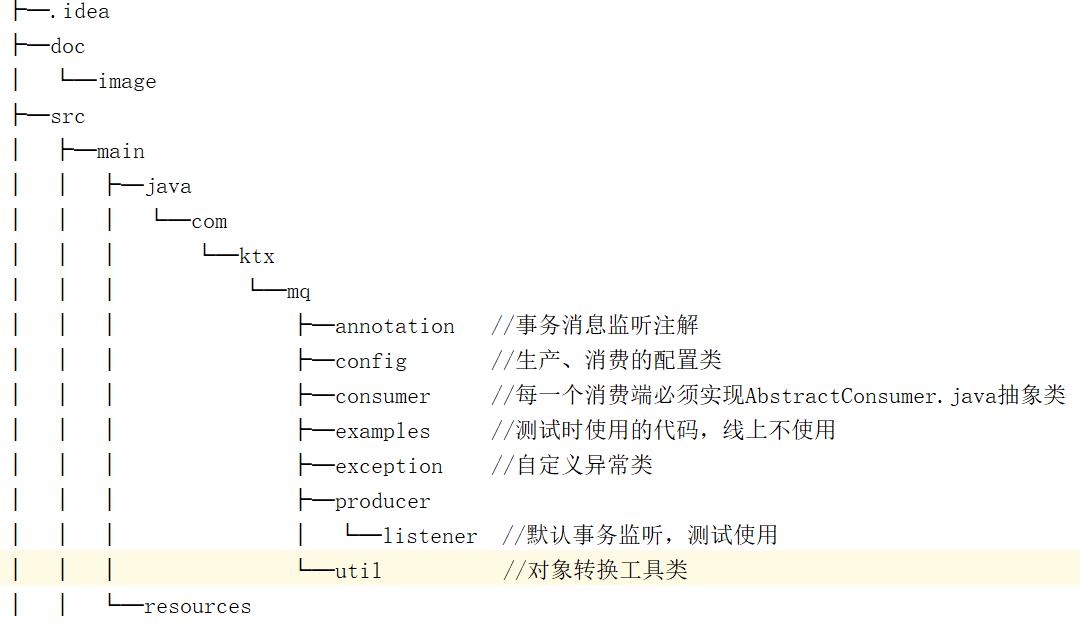 ├─.idea
├─doc
│  └─image
├─src
│  ├─main
│  │  ├─java
│  │  │  └─com
│  │  │      └─ktx
│  │  │          └─mq
│  │  │              ├─annotation   //事务消息监听注解
│  │  │              ├─config       //生产、消费的配置类
│  │  │              ├─consumer     //每一个消费端必须实现AbstractConsumer.java抽象类
│  │  │              ├─examples     //测试时使用的代码，线上不使用
│  │  │              ├─exception    //自定义异常类
│  │  │              ├─producer
│  │  │              │  └─listener  //默认事务监听，测试使用
│  │  │              └─util          //对象转换工具类
│  │  └─resources